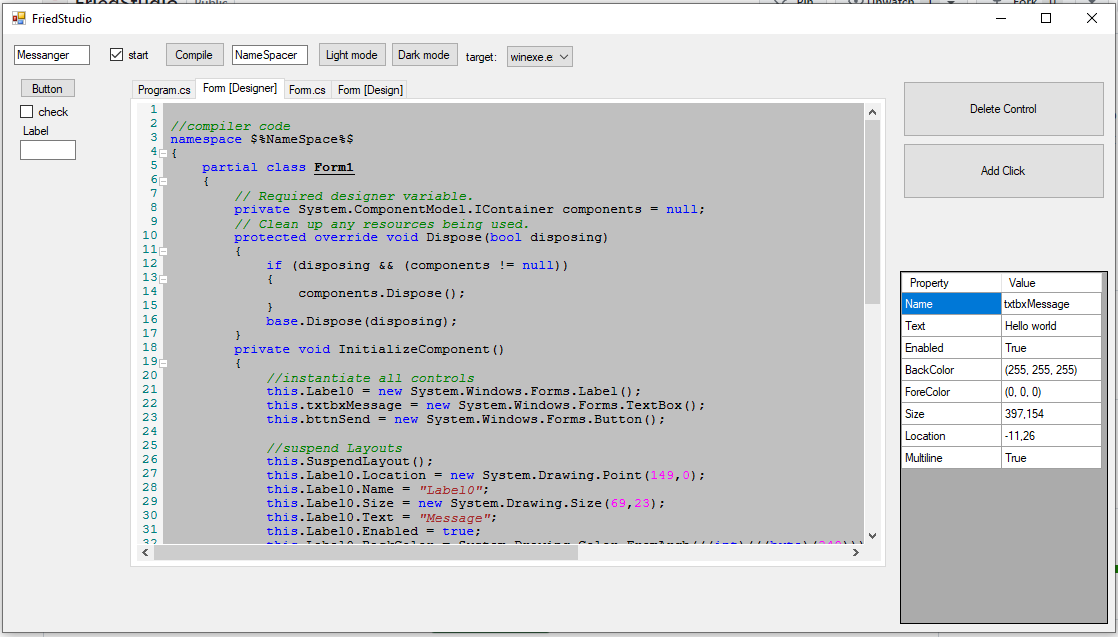 FriedStudio
Messanger
start
Compile
NameSpacer
Light mode
Dark mode
target:
winexe.e
Button
check
Label
Program.cs
Form [Designer]
Form.cs
Form [Design]
1
2 //compiler code
3 namespace $%NameSpace%$
4 {
5 partial class Form1
6 {
7 // Required designer variable.
8 private System.ComponentModel.IContainer components = null;
9 // Clean up any resources being used.
10 protected override void Dispose(bool disposing)
11 {
12 if (disposing && (components != null))
13 {
14 components.Dispose();
15 }
16 base.Dispose(disposing);
17 }
18 private void InitializeComponent()
19 {
20 //instantiate all controls
21 this.Label0 = new System.Windows.Forms.Label();
22 this.txtbxMessage = new System.Windows.Forms.TextBox();
23 this.bttnSend = new System.Windows.Forms.Button();
24
25 //suspend Layouts
26 this.SuspendLayout();
27 this.Label0.Location = new System.Drawing.Point(149,0);
28 this.Label0.Name = "Label0";
29 this.Label0.Size = new System.Drawing.Size(69,23);
30 this.Label0.Text = "Message";
31 this.Label0.Enabled = true;
Delete Control
Add Click
Property Value
Name txtbxMessage
Text Hello world
Enabled True
BackColor (255, 255, 255)
ForeColor (0, 0, 0)
Size 397,154
Location -11,26
Multiline True